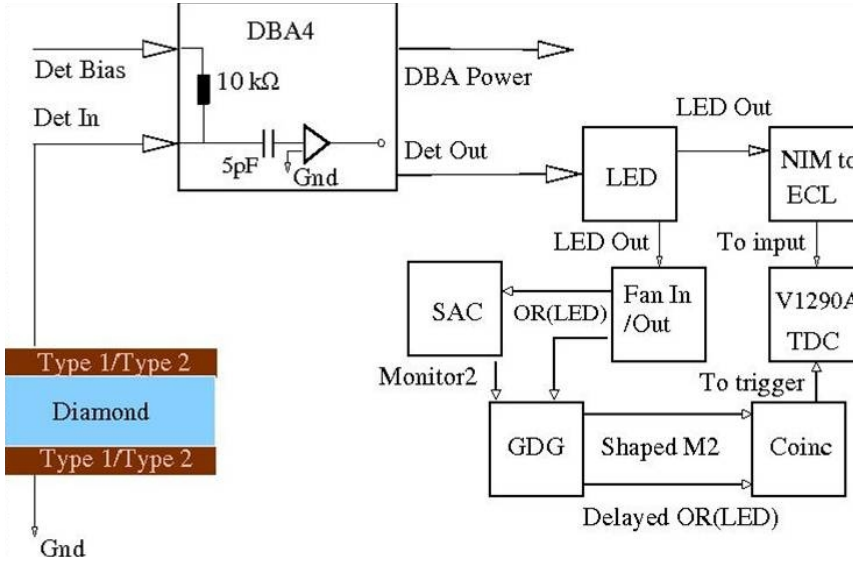 DBA4
Det Bias
10 kΩ
DBA Power
Det In
5pF
Gnd
Det Out
LED Out
LED
NIM to
ECL
LED Out
To input
SAC
OR(LED)
Fan In
/Out
V1290A
TDC
Type 1/Type 2
Diamond
Type 1/Type 2
Gnd
Monitor2
To trigger
GDG
Shaped M2
Coinc
Delayed OR(LED)